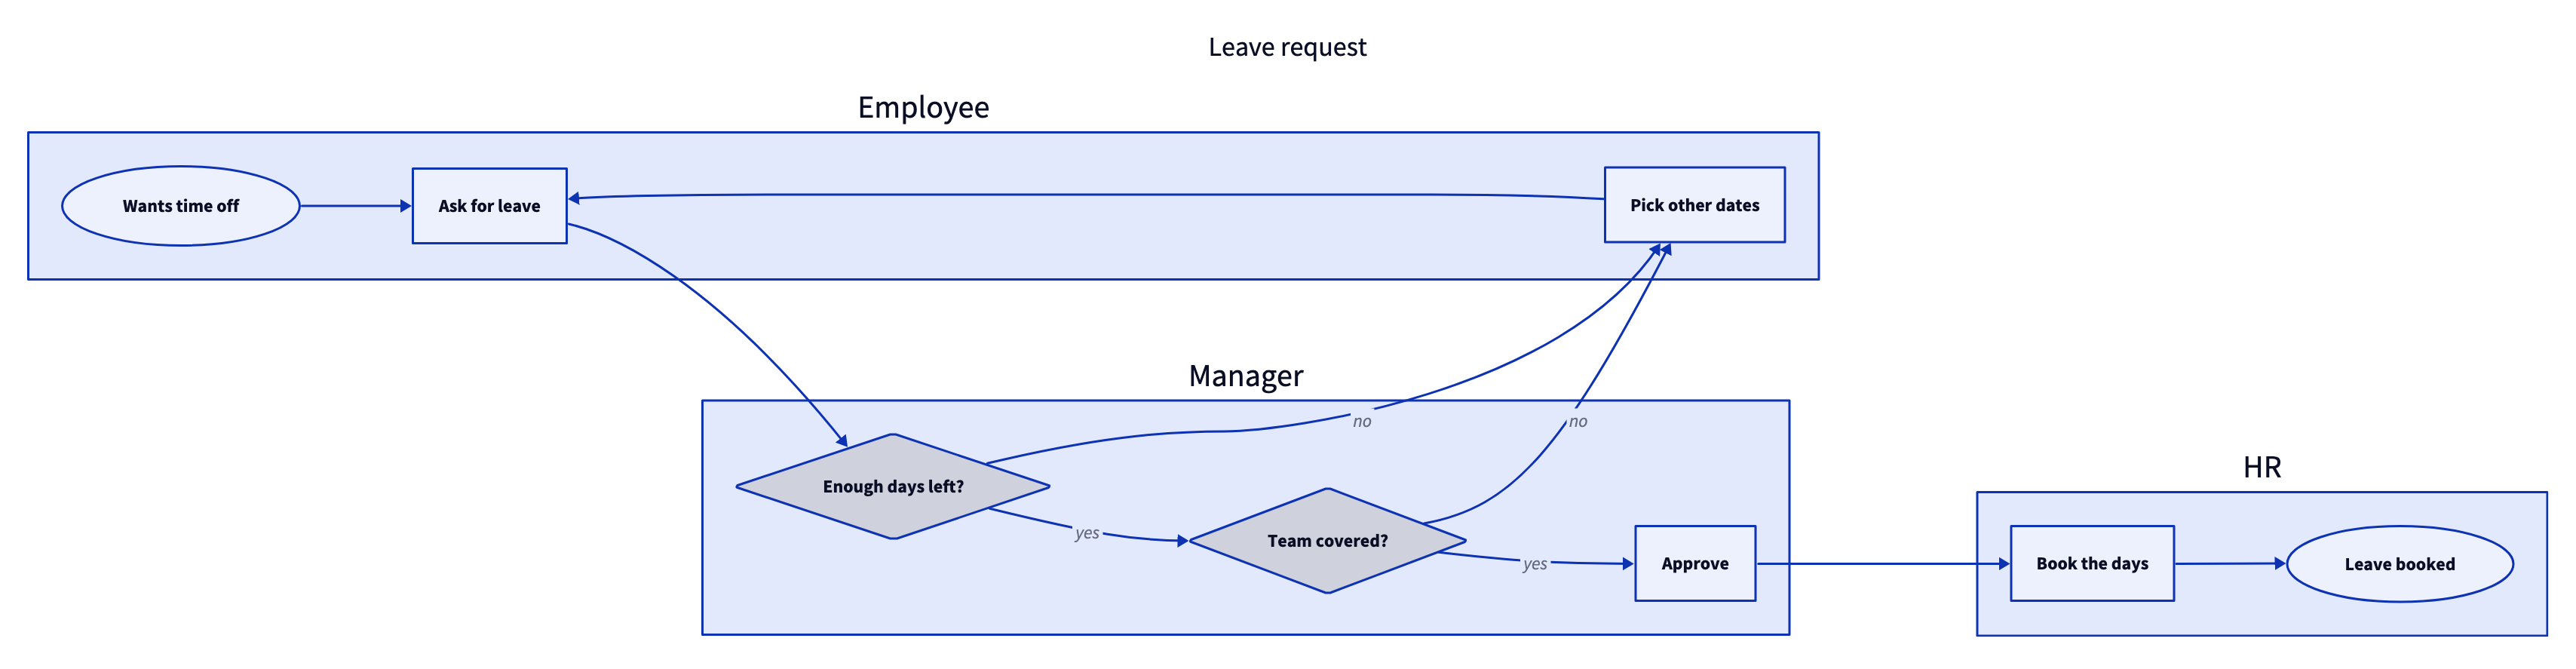 Leave request
Employee
Wants time off
Ask for leave
Pick other dates
Manager
no
no
Enough days left?
yes
Team covered?
yes
Approve
HR
Book the days
Leave booked